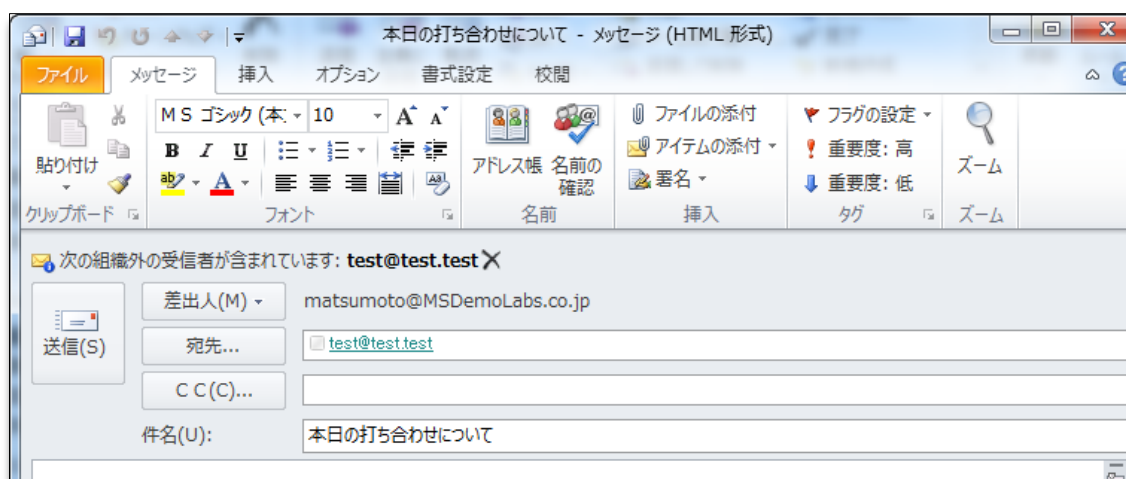 本日の打ち合わせについて - メッセージ (HTML 形式)
ファイル メッセージ 挿入 オプション 書式設定 校閲
MS ゴシック (本: 10 A A
ファイルの添付 フラグの設定
B I U
アイテムの添付 重要度: 高
貼り付け アドレス帳 名前の確認 ズーム
ab A 署名 重要度: 低
クリップボード フォント 名前 挿入 タグ ズーム
次の組織外の受信者が含まれています: test@test.test
差出人(M) matsumoto@MSDemoLabs.co.jp
送信(S) 宛先... test@test.test
C C(C)...
件名(U): 本日の打ち合わせについて